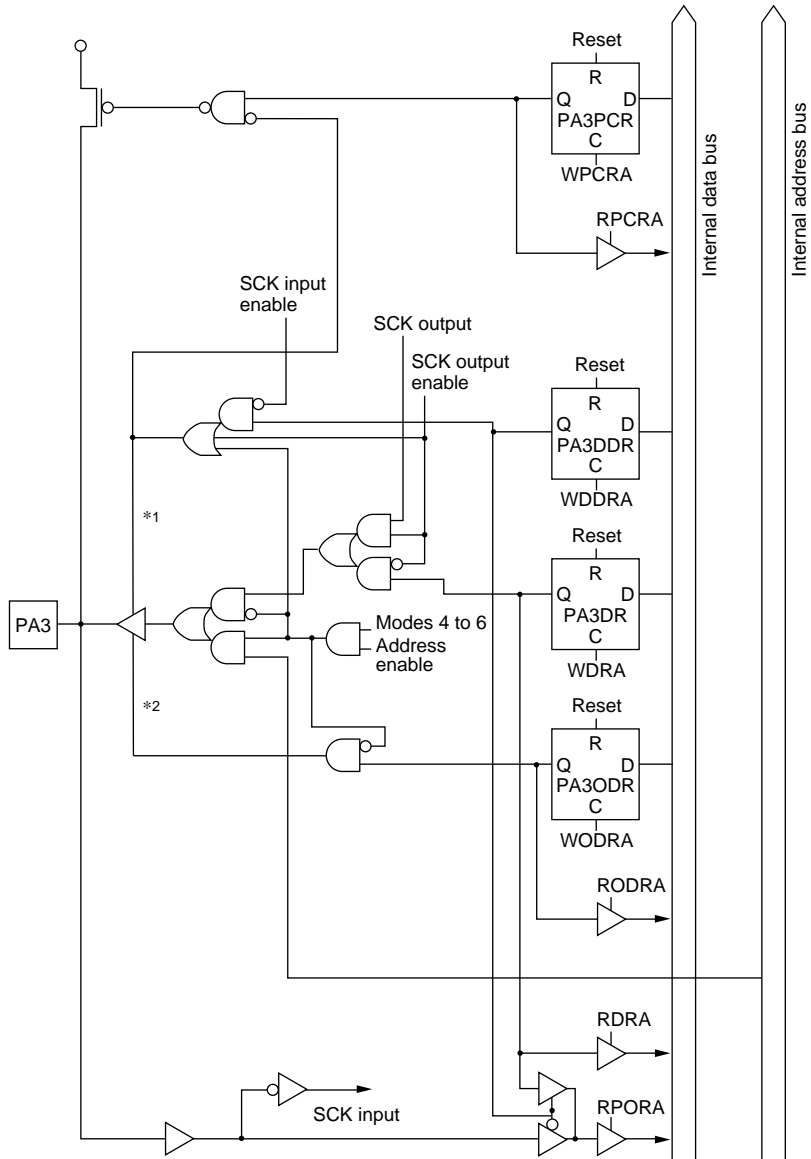 Reset
R
Q D
PA3PCR
C
WPCRA
RPCRA
Internal data bus
Internal address bus
SCK input
enable
SCK output
SCK output
enable
Reset
R
Q D
PA3DDR
C
WDDRA
*1
Reset
R
Q D
PA3DR
C
WDRA
PA3
Modes 4 to 6
Address
enable
*2
Reset
R
Q D
PA3ODR
C
WODRA
RODRA
RDRA
SCK input
RPORA